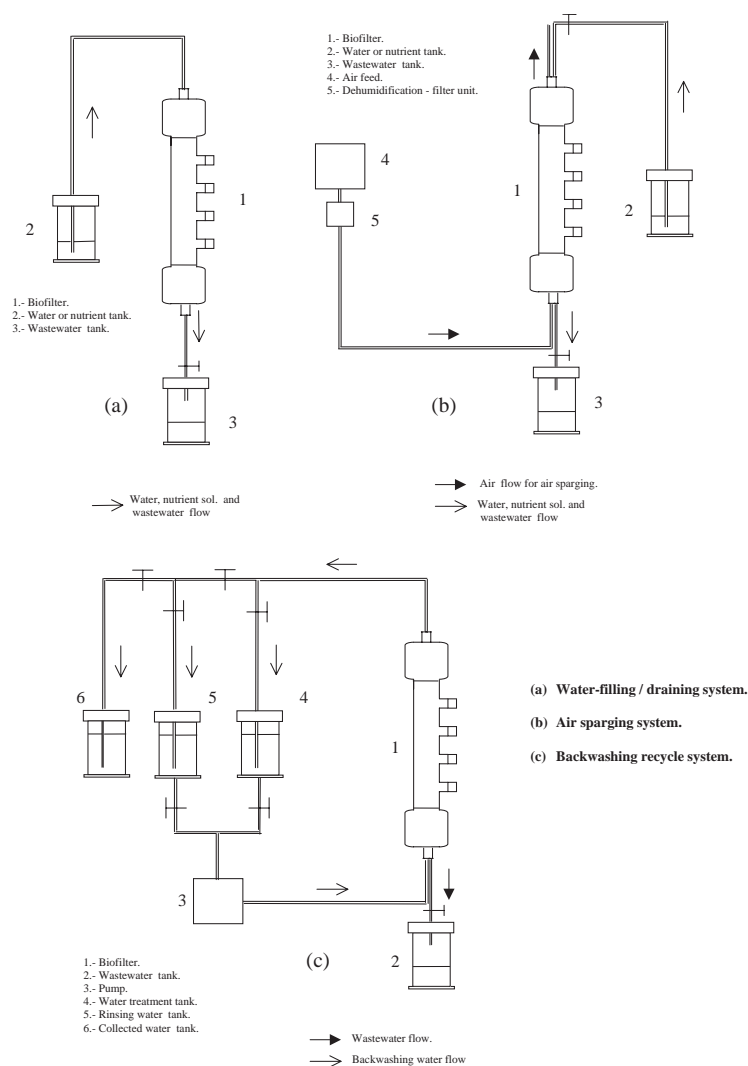 1.- Biofilter.
2.- Water or nutrient tank.
3.- Wastewater tank.
4.- Air feed.
5.- Dehumidification - filter unit.
4
5
1
2
3
(b)
Air flow for air sparging.
Water, nutrient sol. and
wastewater flow
2
1
1.- Biofilter.
2.- Water or nutrient tank.
3.- Wastewater tank.
(a)
3
Water, nutrient sol. and
wastewater flow
6
5
4
1
3
2
(c)
1.- Biofilter.
2.- Wastewater tank.
3.- Pump.
4.- Water treatment tank.
5.- Rinsing water tank.
6.- Collected water tank.
Wastewater flow.
Backwashing water flow
(a) Water-filling / draining system.
(b) Air sparging system.
(c) Backwashing recycle system.